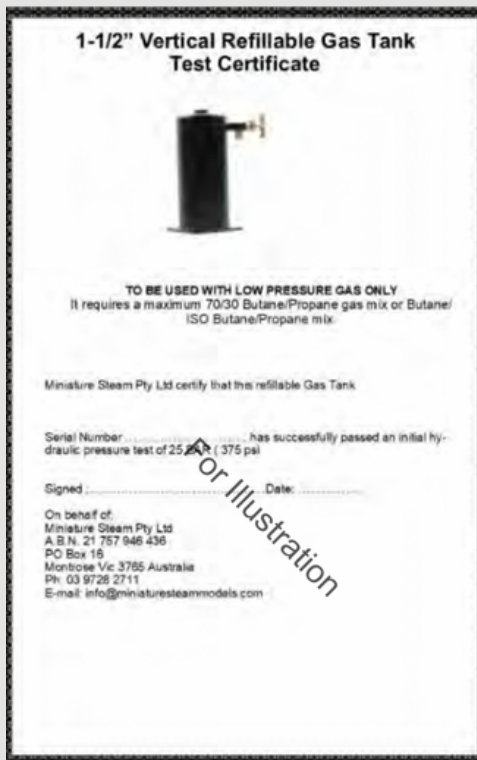 1-1/2” Vertical Refillable Gas Tank
Test Certificate
TO BE USED WITH LOW PRESSURE GAS ONLY
It requires a maximum 70/30 Butane/Propane gas mix or Butane/
ISO Butane/Propane mix
Miniature Steam Pty Ltd certify that this refillable Gas Tank
Serial Number ............................... has successfully passed an initial hy-
draulic pressure test of 25 BAR ( 375 psi
Signed : ............................................. Date: ................
On behalf of:
Miniature Steam Pty Ltd
A.B.N. 21 757 946 436
PO Box 16
Montrose Vic 3765 Australia
Ph: 03 9728 2711
E-mail: info@miniaturesteammodels.com
For Illustration